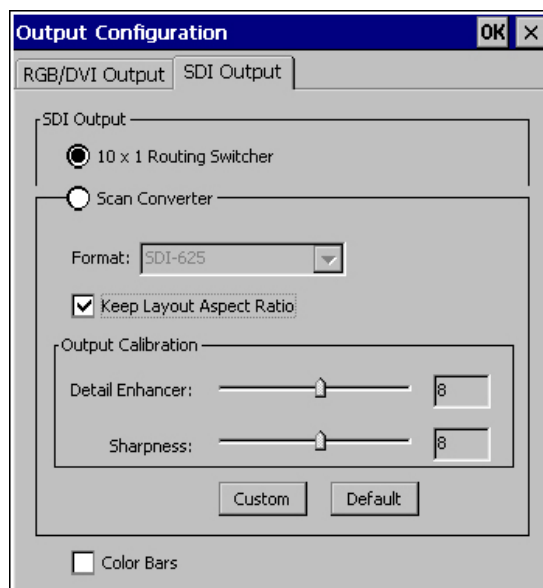 Output Configuration OK ×
RGB/DVI Output SDI Output
SDI Output
10 x 1 Routing Switcher
Scan Converter
Format: SDI-625
Keep Layout Aspect Ratio
Output Calibration
Detail Enhancer: 8
Sharpness: 8
Custom Default
Color Bars